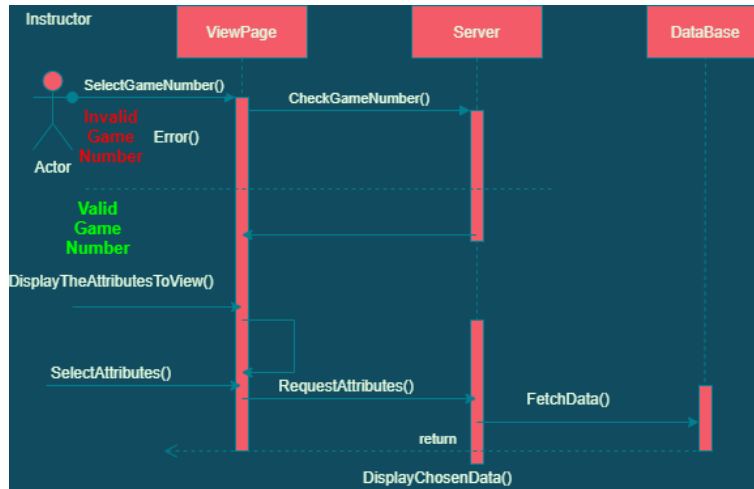 Instructor
ViewPage
Server
DataBase
SelectGameNumber()
CheckGameNumber()
Invalid
Game
Number
Error()
Actor
Valid
Game
Number
DisplayTheAttributesToView()
SelectAttributes()
RequestAttributes()
FetchData()
return
DisplayChosenData()